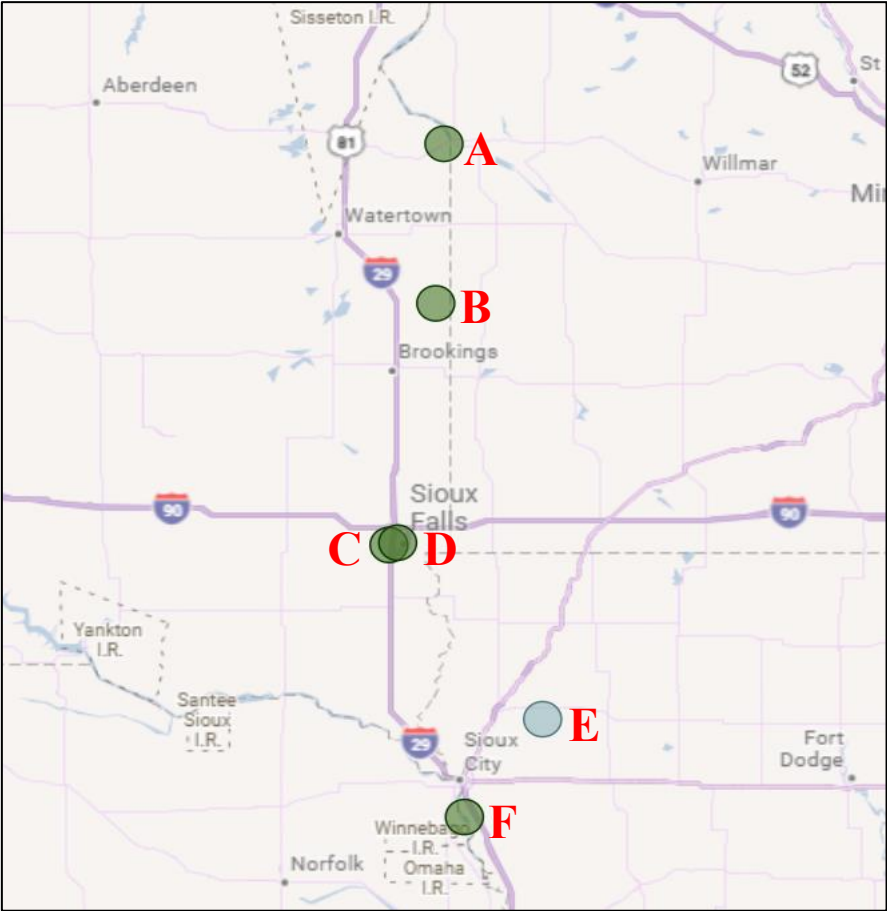 Sisseton I.R.
52
St
Aberdeen
81
A
Willmar
Mi
Watertown
29
B
Brookings
Sioux
Falls
90
90
C
D
Yankton
I.R.
Santee
Sioux
I.R.
E
29
Sioux
City
Fort
Dodge
F
Winnebago
I.R.
Omaha
I.R.
Norfolk